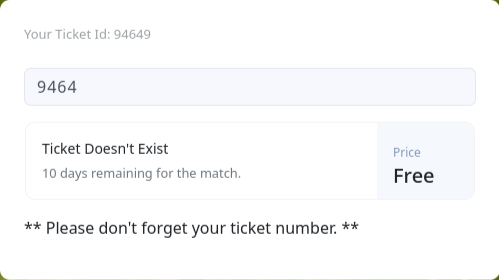 Your Ticket Id: 94649
9464
Ticket Doesn't Exist
10 days remaining for the match.
Price
Free
** Please don't forget your ticket number. **